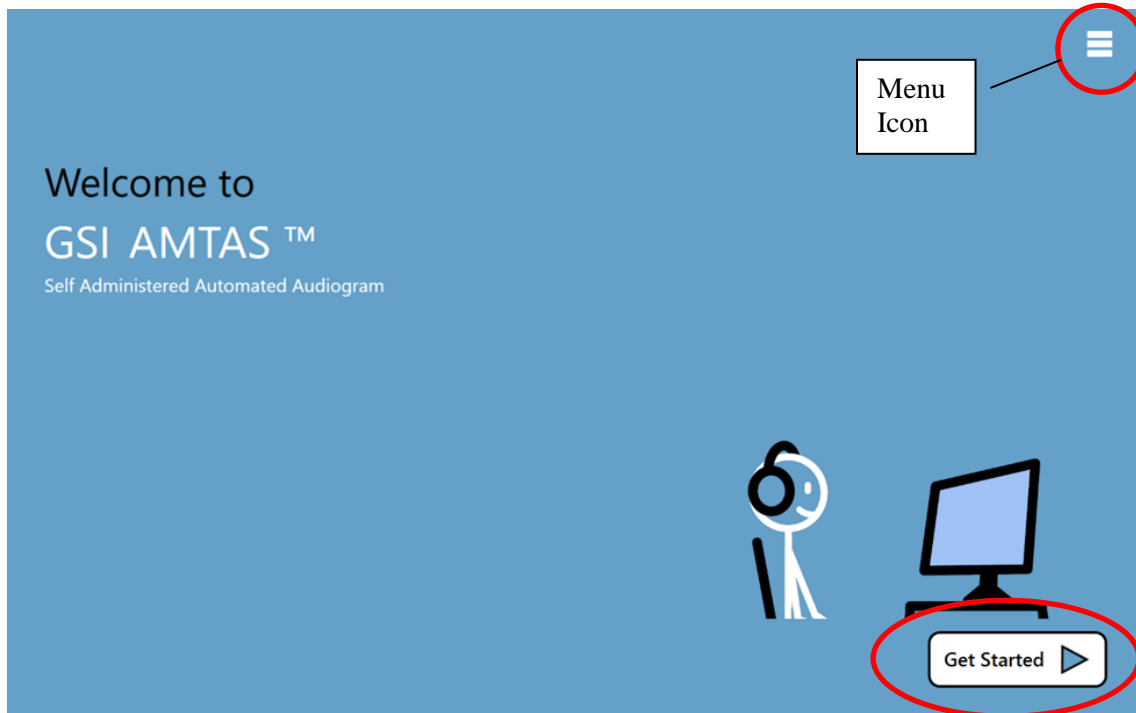 Menu
Icon
Welcome to
GSI AMTAS ™
Self Administered Automated Audiogram
Get Started